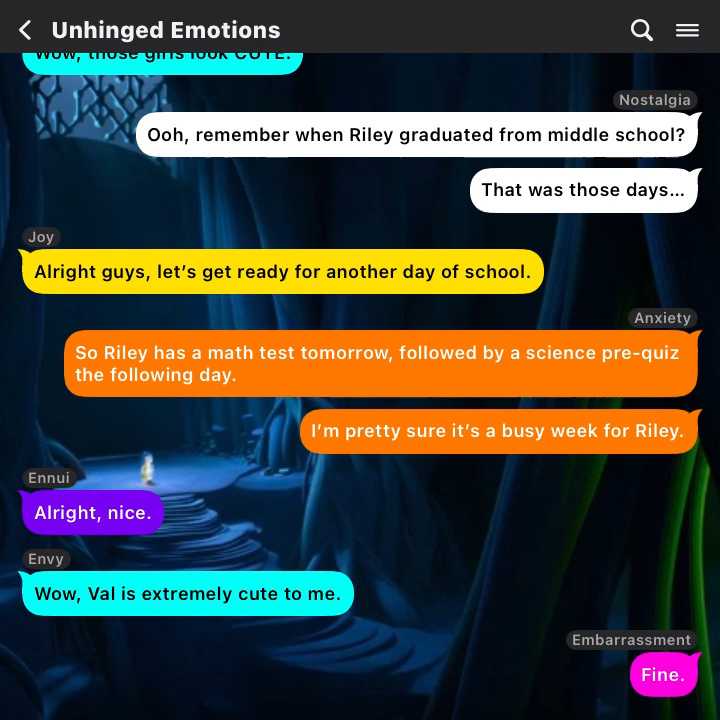 Unhinged Emotions
Wow, those girls look CUTE.
Nostalgia
Ooh, remember when Riley graduated from middle school?
That was those days...
Joy
Alright guys, let’s get ready for another day of school.
Anxiety
So Riley has a math test tomorrow, followed by a science pre-quiz
the following day.
I’m pretty sure it’s a busy week for Riley.
Ennui
Alright, nice.
Envy
Wow, Val is extremely cute to me.
Embarrassment
Fine.